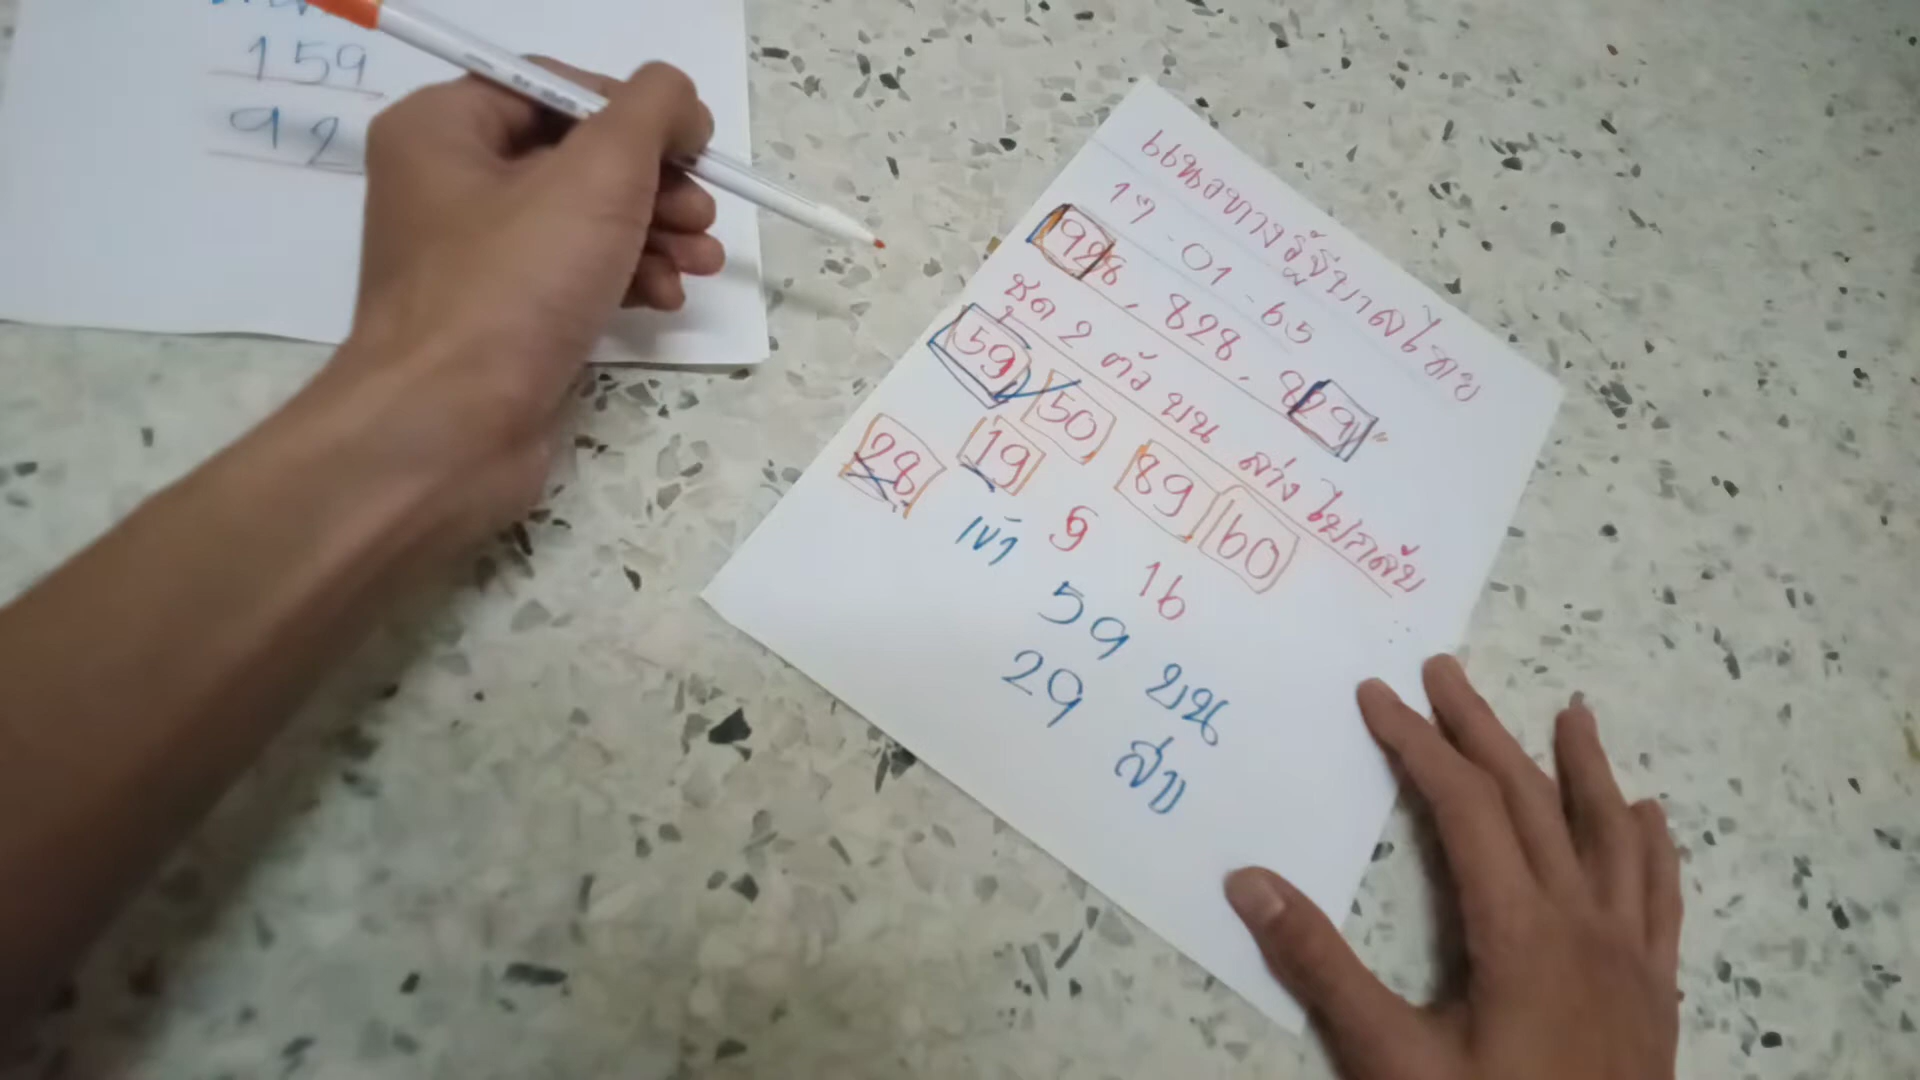 159
92
แนวทางรัฐบาลไทย
17-01-65
928, 828, 929"
ชุด 2 ตัว บน ล่าง ไม่กลับ
59 50 89 60
28 19 16
เข้า 5
59 บน
29 ล่าง